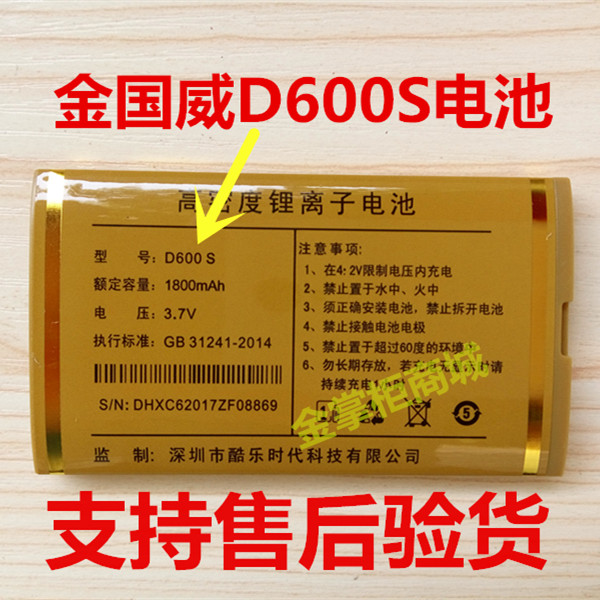 金国威D600S电池
高密度锂离子电池
型 号: D600 S
额定容量: 1800mAh
电 压: 3.7V
执行标准: GB 31241-2014
S/N: DHXC62017ZF08869
注意事项:
1、在4.2V限制电压内充电
2、禁止置于水中、火中
3、须正确安装电池，禁止拆开电池
4、禁止接触电池电极
5、禁止置于超过60度的环境
6、勿长期存放，若 请
持续充电
金掌柜商城
5
监 制: 深圳市酷乐时代科技有限公司
支持售后验货